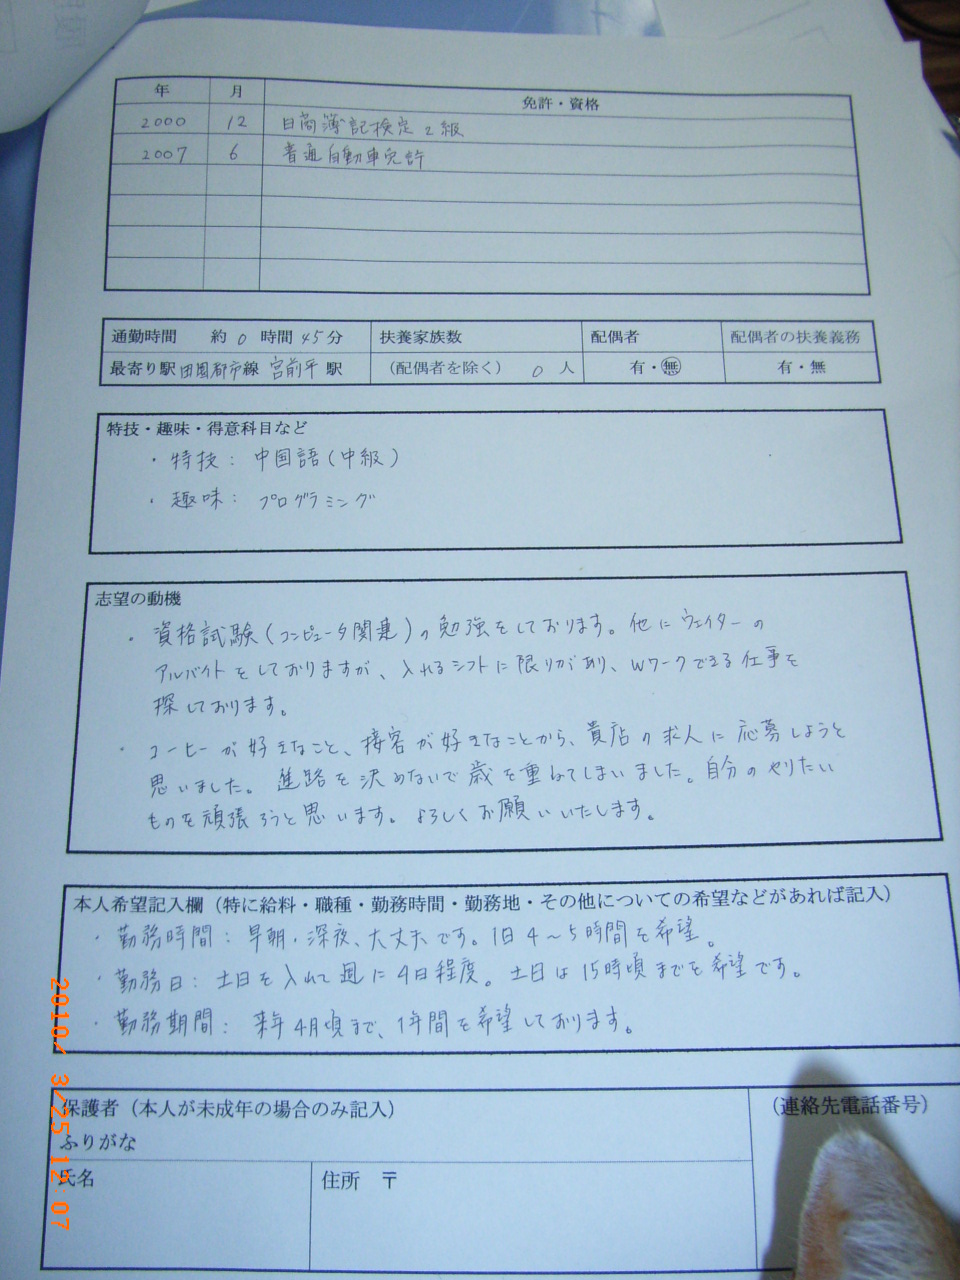 年 月 免許・資格
2000 12 日商簿記検定2級
2007 6 普通自動車免許
通勤時間 約 0 時間 45分 扶養家族数 配偶者 配偶者の扶養義務
最寄り駅 田園都市線 宮前平 駅 (配偶者を除く) 0 人 有・無 有・無
特技・趣味・得意科目など
・特技: 中国語(中級)
・趣味: プログラミング
志望の動機
・資格試験(コンピュータ関連)の勉強をしております。他にウェイターの
アルバイトをしておりますが、入れるシフトに限りがあり、Wワークできる仕事を
探しております。
・コーヒーが好きなこと、接客が好きなことから、貴店の求人に応募しようと
思いました。進路を決めないで歳を重ねてしまいました。自分のやりたい
ものを頑張ろうと思います。よろしくお願いいたします。
本人希望記入欄(特に給料・職種・勤務時間・勤務地・その他についての希望などがあれば記入)
・勤務時間: 早朝・深夜、大丈夫です。1日4〜5時間を希望。
・勤務日: 土日を入れて週に4日程度。土日は15時頃までを希望です。
・勤務期間: 来年4月頃まで、1年間を希望しております。
保護者(本人が未成年の場合のみ記入) (連絡先電話番号)
ふりがな
氏名 住所 〒
2010/ 3/25 12:07